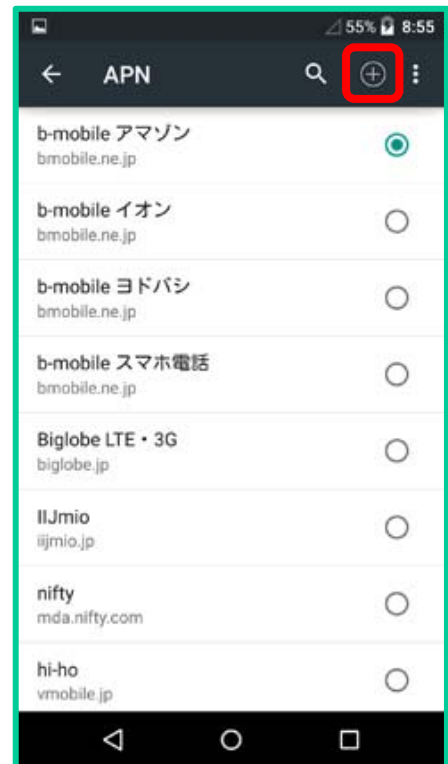 55% 8:55
APN
b-mobile アマゾン
bmobile.ne.jp
b-mobile イオン
bmobile.ne.jp
b-mobile ヨドバシ
bmobile.ne.jp
b-mobile スマホ電話
bmobile.ne.jp
Biglobe LTE・3G
biglobe.jp
IIJmio
iijmio.jp
nifty
mda.nifty.com
hi-ho
vmobile.jp